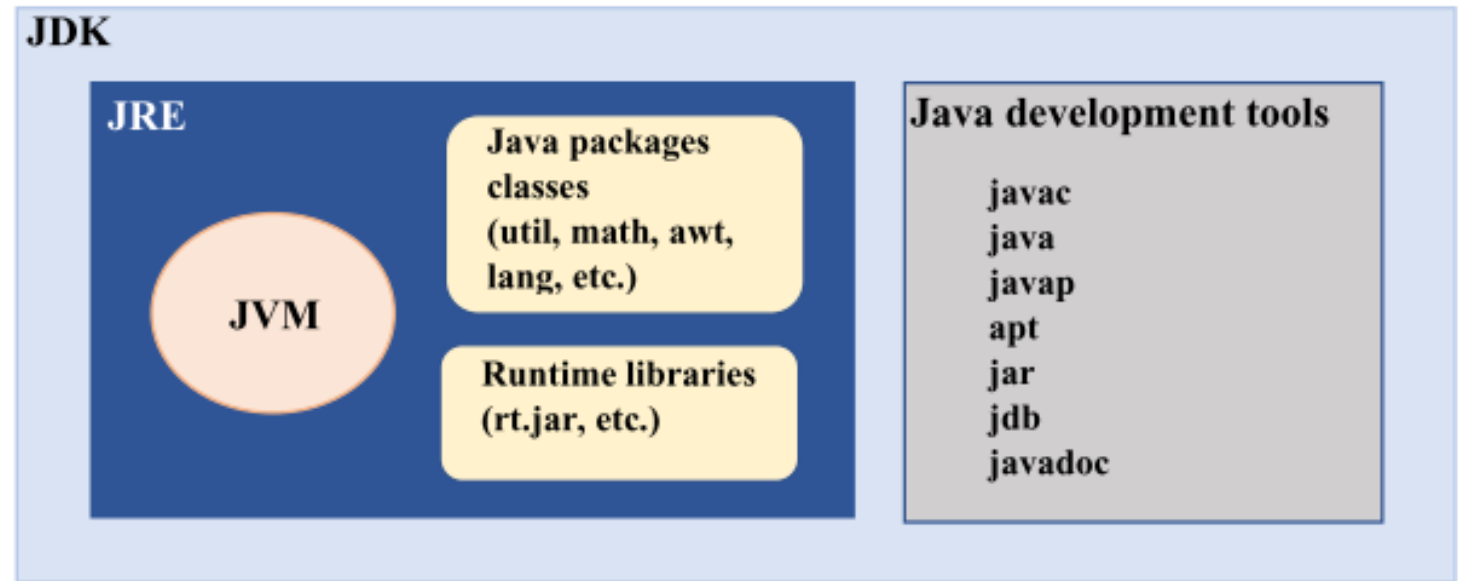 JDK
JRE
JVM
Java packages
classes
(util, math, awt,
lang, etc.)
Runtime libraries
(rt.jar, etc.)
Java development tools
javac
java
javap
apt
jar
jdb
javadoc